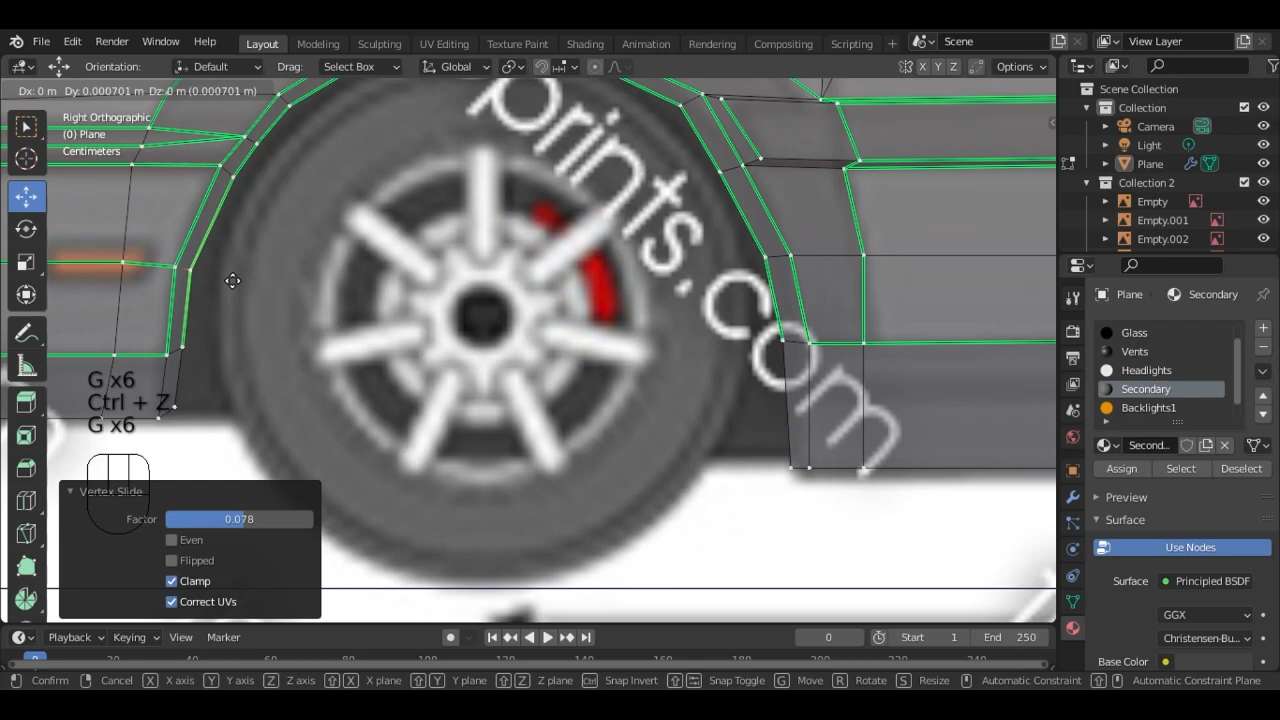 File Edit Render Window Help Layout Modeling Sculpting UV Editing Texture Paint Shading Animation Rendering Compositing Scripting + Scene View Layer
Orientation: Default Drag: Select Box Global X Y Z Options
Dx: 0 m Dy: 0.000701 m Dz: 0 m (0.000701 m)
Right Orthographic
(0) Plane
Centimeters
prints.com
G x6
Ctrl + Z
G x6
Vertex Slide
Factor 0.078
Even
Flipped
Clamp
Correct UVs
Scene Collection
Collection
Camera
Light
Plane
Collection 2
Empty
Empty.001
Empty.002
Plane Secondary
Glass
Vents
Headlights
Secondary
Backlights1
Second...
Assign Select Deselect
Preview
Surface
Use Nodes
Surface Principled BSDF
GGX
Christensen-Bu...
Base Color
Playback Keying View Marker 0 Start 1 End 250
Confirm Cancel X X axis Y Y axis Z Z axis X X plane Y Y plane Z Z plane Ctrl Snap Invert Snap Toggle G Move R Rotate S Resize Automatic Constraint Automatic Constraint Plane